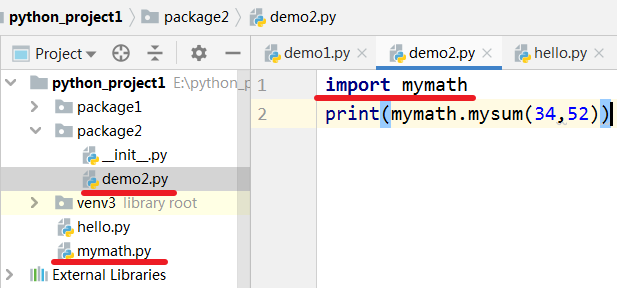 python_project1 package2 demo2.py
Project
demo1.py demo2.py hello.py
python_project1 E:\python_p
package1
package2
__init__.py
demo2.py
venv3 library root
hello.py
mymath.py
External Libraries
1 import mymath
2 print(mymath.mysum(34,52))